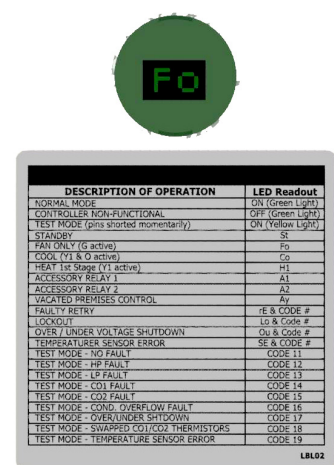 Fo
DESCRIPTION OF OPERATION LED Readout
NORMAL MODE ON (Green Light)
CONTROLLER NON-FUNCTIONAL OFF (Green Light)
TEST MODE (pins shorted momentarily) ON (Yellow Light)
STANDBY St
FAN ONLY (G active) Fo
COOL (Y1 & O active) Co
HEAT 1st Stage (Y1 active) H1
ACCESSORY RELAY 1 A1
ACCESSORY RELAY 2 A2
VACATED PREMISES CONTROL Ay
FAULTY RETRY rE & CODE #
LOCKOUT Lo & Code #
OVER / UNDER VOLTAGE SHUTDOWN Ou & Code #
TEMPERATURER SENSOR ERROR SE & CODE #
TEST MODE - NO FAULT CODE 11
TEST MODE - HP FAULT CODE 12
TEST MODE - LP FAULT CODE 13
TEST MODE - CO1 FAULT CODE 14
TEST MODE - CO2 FAULT CODE 15
TEST MODE - COND. OVERFLOW FAULT CODE 16
TEST MODE - OVER/UNDER SHTDOWN CODE 17
TEST MODE - SWAPPED CO1/CO2 THERMISTORS CODE 18
TEST MODE - TEMPERATURE SENSOR ERROR CODE 19
LBL02